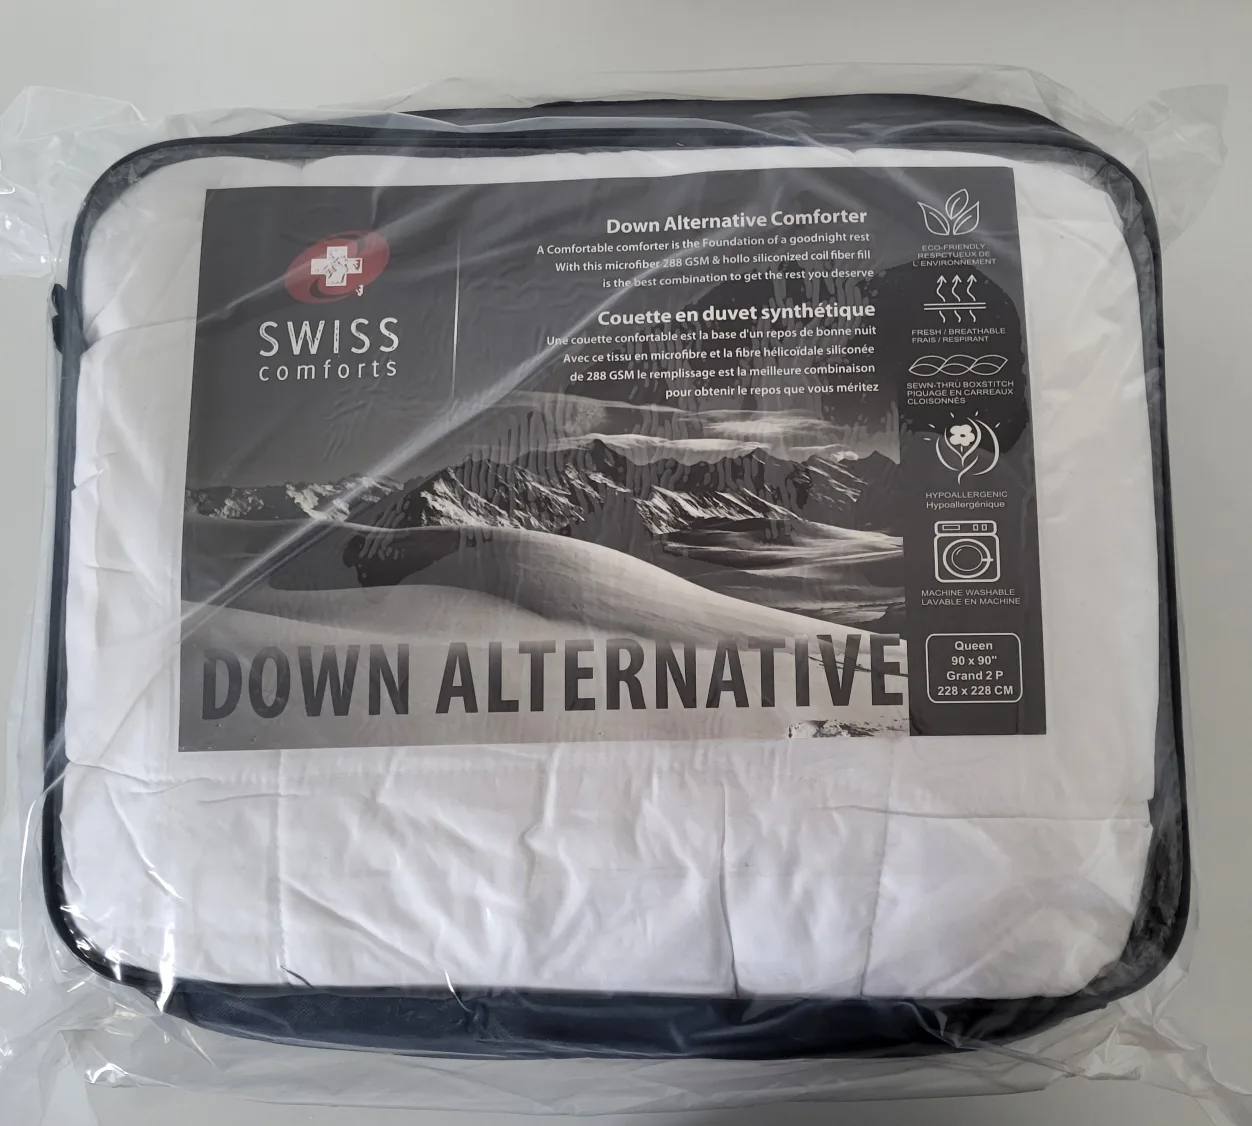 SWISS
comforts
Down Alternative Comforter
A Comfortable comforter is the Foundation of a goodnight rest
With this microfiber 288 GSM & hollo siliconized coil fiber fill
is the best combination to get the rest you deserve
Couette en duvet synthétique
Une couette confortable est la base d'un repos de bonne nuit
Avec ce tissu en microfibre et la fibre hélicoïdale siliconée
de 288 GSM le remplissage est la meilleure combinaison
pour obtenir le repos que vous méritez
DOWN ALTERNATIVE
ECO-FRIENDLY
RESPCTUEUX DE
L' ENVIRONNEMENT
FRESH / BREATHABLE
FRAIS / RESPIRANT
SEWN-THRU BOXSTITCH
PIQUAGE EN CARREAUX
CLOISONNÉS
HYPOALLERGENIC
Hypoallergénique
MACHINE WASHABLE
LAVABLE EN MACHINE
Queen
90 x 90"
Grand 2 P
228 x 228 CM